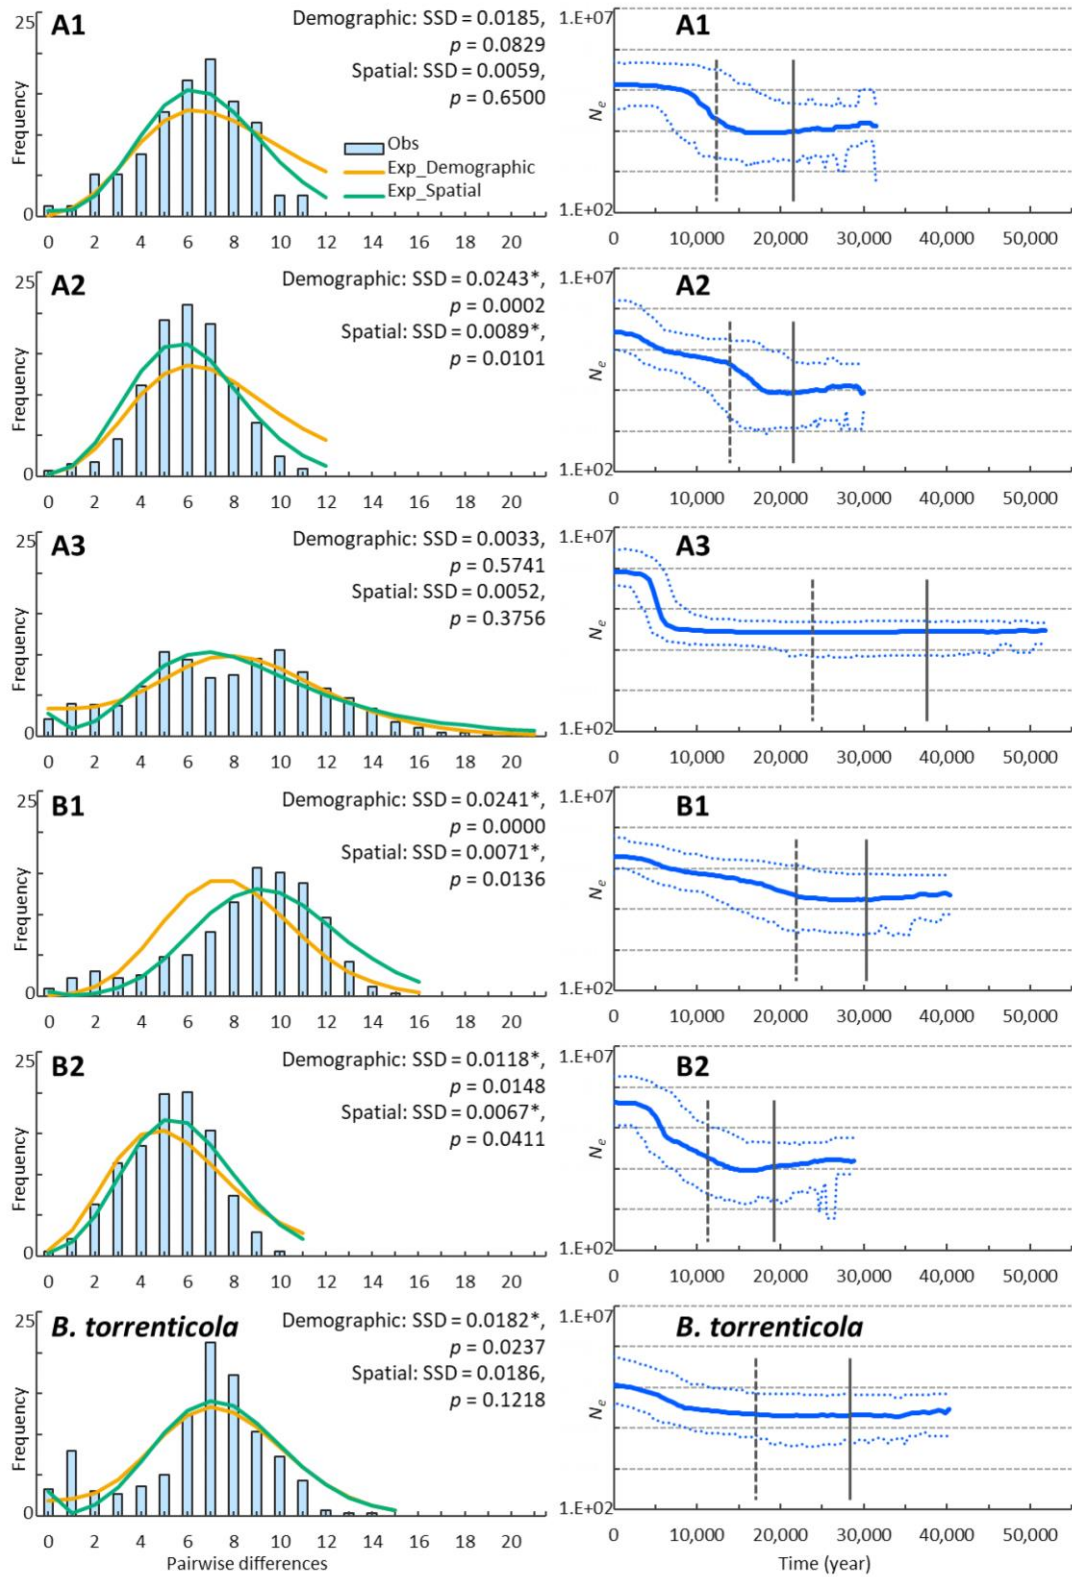 A1
Demographic: SSD = 0.0185,
p = 0.0829
Spatial: SSD = 0.0059,
p = 0.6500
Obs
Exp_Demographic
Exp_Spatial
25
Frequency
0
0 2 4 6 8 10 12 14 16 18 20
A1
1.E+07
Ne
1.E+02
0 10,000 20,000 30,000 40,000 50,000
A2
Demographic: SSD = 0.0243*,
p = 0.0002
Spatial: SSD = 0.0089*,
p = 0.0101
25
Frequency
0
0 2 4 6 8 10 12 14 16 18 20
A2
1.E+07
Ne
1.E+02
0 10,000 20,000 30,000 40,000 50,000
A3
Demographic: SSD = 0.0033,
p = 0.5741
Spatial: SSD = 0.0052,
p = 0.3756
25
Frequency
0
0 2 4 6 8 10 12 14 16 18 20
A3
1.E+07
Ne
1.E+02
0 10,000 20,000 30,000 40,000 50,000
B1
Demographic: SSD = 0.0241*,
p = 0.0000
Spatial: SSD = 0.0071*,
p = 0.0136
25
Frequency
0
0 2 4 6 8 10 12 14 16 18 20
B1
1.E+07
Ne
1.E+02
0 10,000 20,000 30,000 40,000 50,000
B2
Demographic: SSD = 0.0118*,
p = 0.0148
Spatial: SSD = 0.0067*,
p = 0.0411
25
Frequency
0
0 2 4 6 8 10 12 14 16 18 20
B2
1.E+07
Ne
1.E+02
0 10,000 20,000 30,000 40,000 50,000
B. torrenticola
Demographic: SSD = 0.0182*,
p = 0.0237
Spatial: SSD = 0.0186,
p = 0.1218
25
Frequency
0
0 2 4 6 8 10 12 14 16 18 20
Pairwise differences
B. torrenticola
1.E+07
Ne
1.E+02
0 10,000 20,000 30,000 40,000 50,000
Time (year)